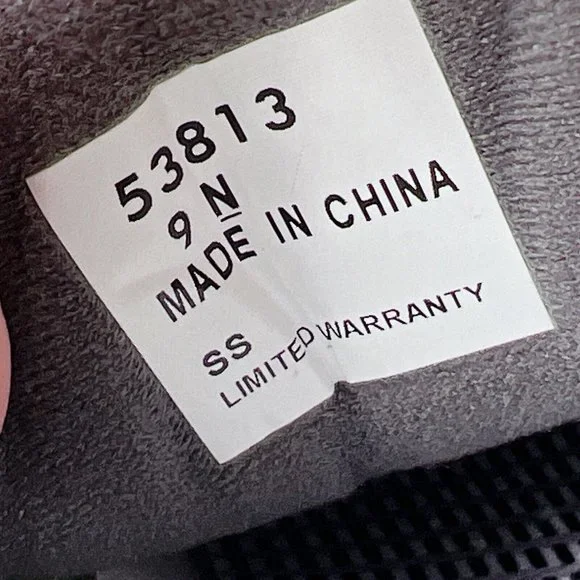 53813
9 N
MADE IN CHINA
SS
LIMITED WARRANTY